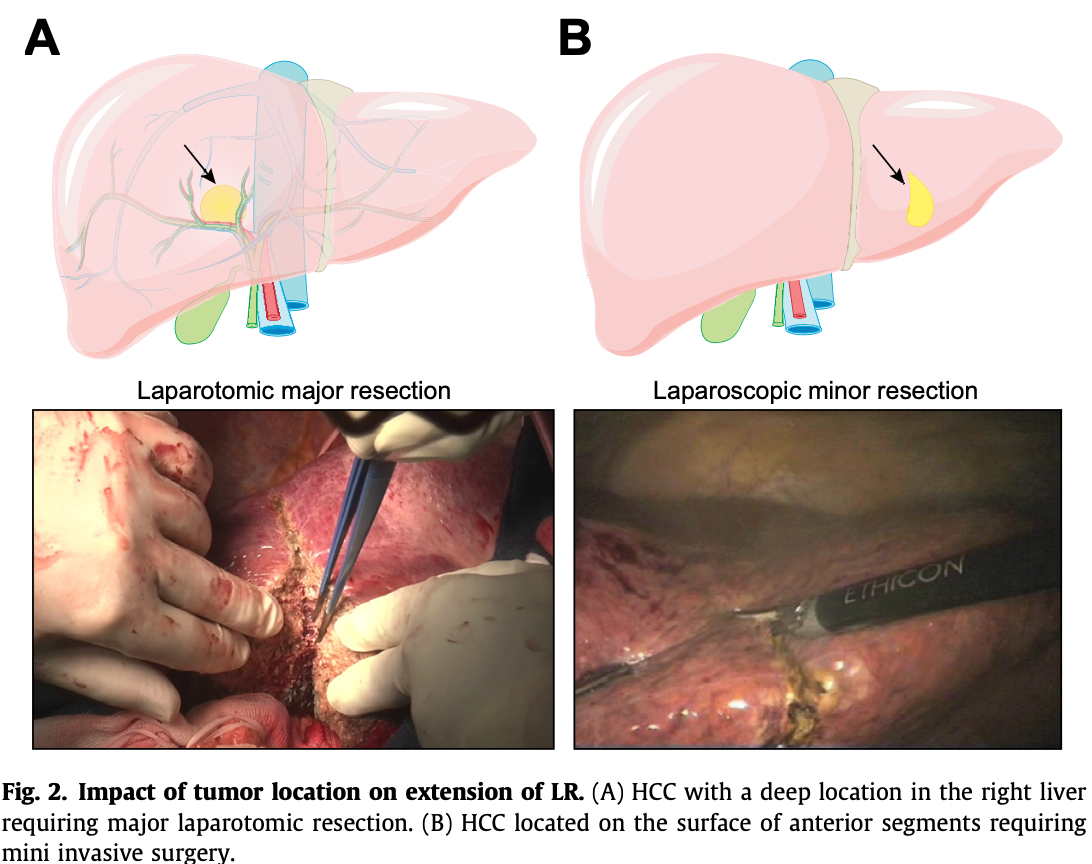 A
B
Laparotomic major resection
Laparoscopic minor resection
ETHICON
Fig. 2. Impact of tumor location on extension of LR. (A) HCC with a deep location in the right liver
requiring major laparotomic resection. (B) HCC located on the surface of anterior segments requiring
mini invasive surgery.